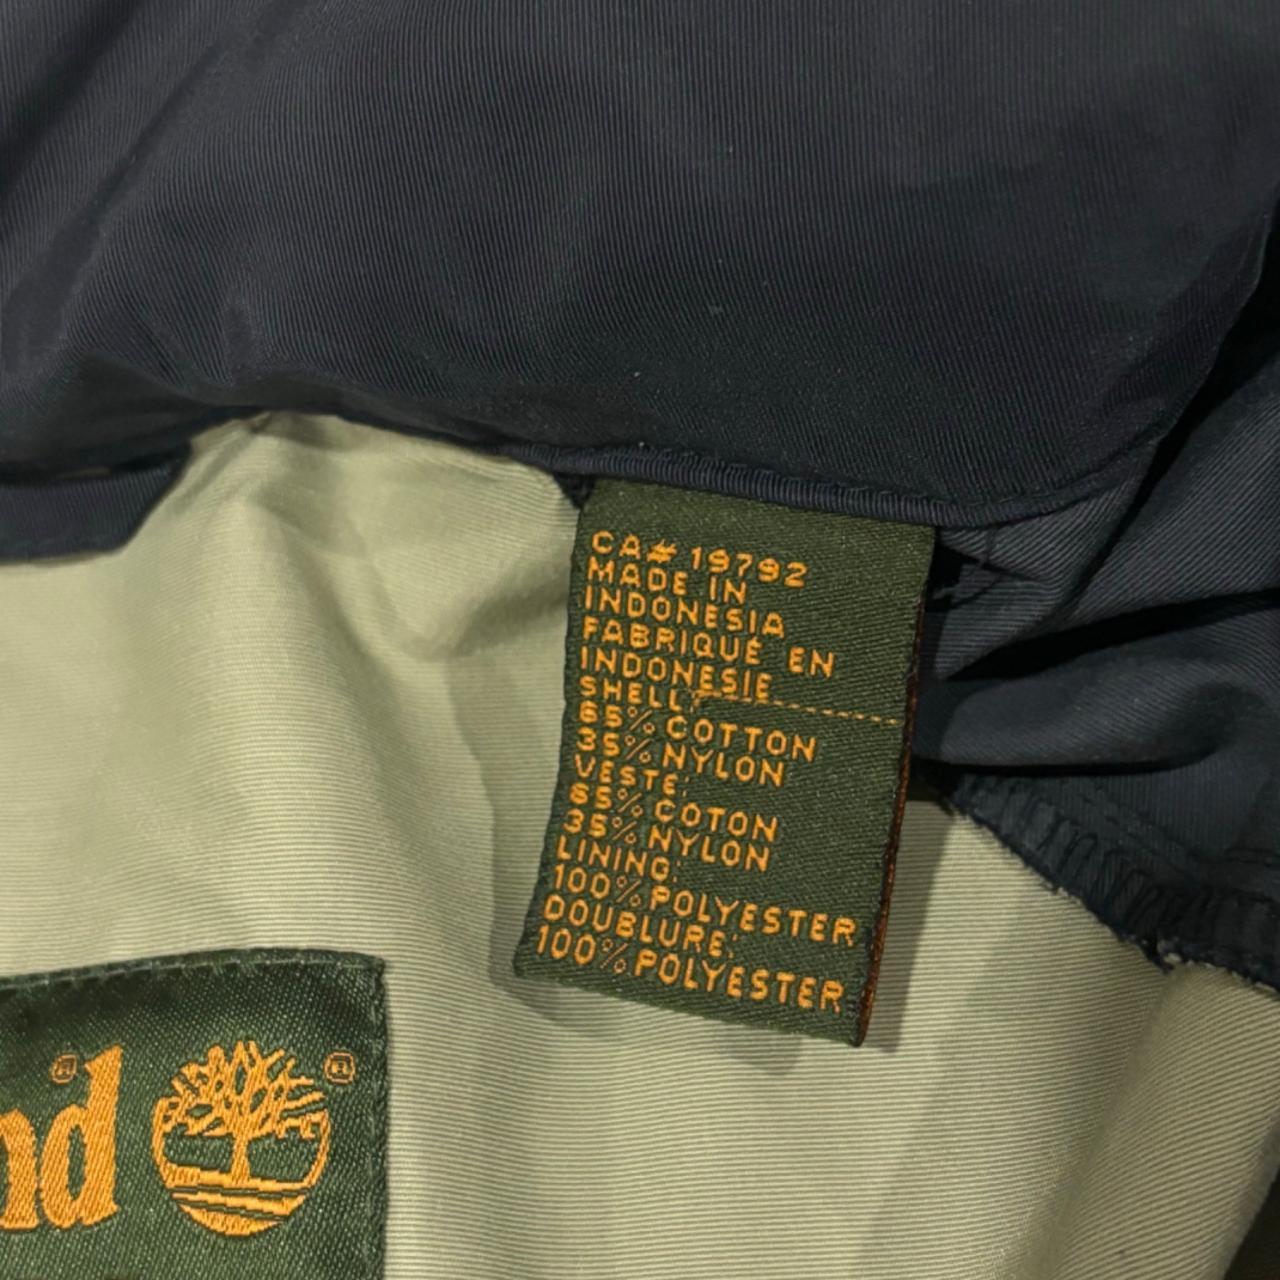 CA# 19792
MADE IN
INDONESIA
FABRIQUÉ EN
INDONESIE
SHELL:
65% COTTON
35% NYLON
VESTE:
65% COTON
35% NYLON
LINING:
100% POLYESTER
DOUBLURE:
100% POLYESTER
nd® ®